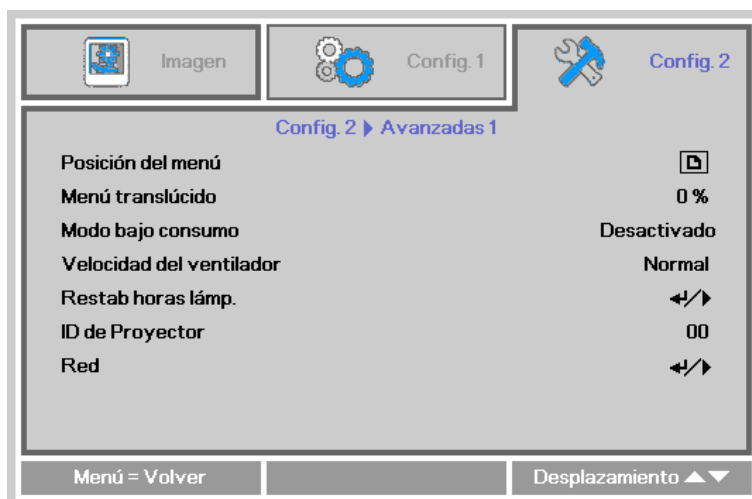 Imagen
Config. 1
Config. 2
Config. 2 Avanzadas 1
Posición del menú
Menú translúcido 0 %
Modo bajo consumo Desactivado
Velocidad del ventilador Normal
Restab horas lámp. /
ID de Proyector 00
Red /
Menú = Volver Desplazamiento